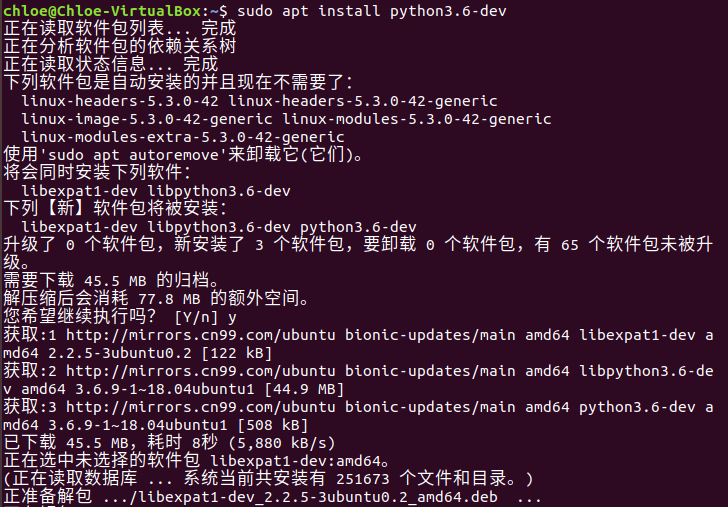 chloe@Chloe-VirtualBox:~$ sudo apt install python3.6-dev
正在读取软件包列表... 完成
正在分析软件包的依赖关系树
正在读取状态信息... 完成
下列软件包是自动安装的并且现在不需要了：
  linux-headers-5.3.0-42 linux-headers-5.3.0-42-generic
  linux-image-5.3.0-42-generic linux-modules-5.3.0-42-generic
  linux-modules-extra-5.3.0-42-generic
使用'sudo apt autoremove'来卸载它(它们)。
将会同时安装下列软件：
  libexpat1-dev libpython3.6-dev
下列【新】软件包将被安装：
  libexpat1-dev libpython3.6-dev python3.6-dev
升级了 0 个软件包，新安装了 3 个软件包，要卸载 0 个软件包，有 65 个软件包未被升
级。
需要下载 45.5 MB 的归档。
解压缩后会消耗 77.8 MB 的额外空间。
您希望继续执行吗？ [Y/n] y
获取:1 http://mirrors.cn99.com/ubuntu bionic-updates/main amd64 libexpat1-dev a
md64 2.2.5-3ubuntu0.2 [122 kB]
获取:2 http://mirrors.cn99.com/ubuntu bionic-updates/main amd64 libpython3.6-de
v amd64 3.6.9-1~18.04ubuntu1 [44.9 MB]
获取:3 http://mirrors.cn99.com/ubuntu bionic-updates/main amd64 python3.6-dev a
md64 3.6.9-1~18.04ubuntu1 [508 kB]
已下载 45.5 MB，耗时 8秒 (5,880 kB/s)
正在选中未选择的软件包 libexpat1-dev:amd64。
(正在读取数据库 ... 系统当前共安装有 251673 个文件和目录。)
正准备解包 .../libexpat1-dev_2.2.5-3ubuntu0.2_amd64.deb  ...